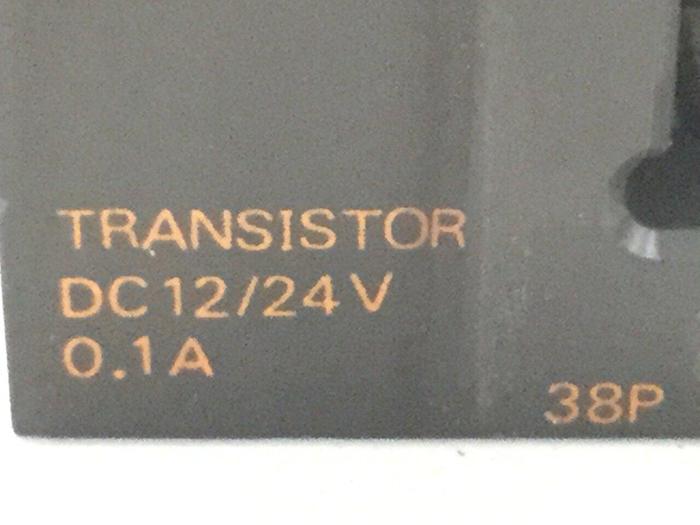 TRANSISTOR
DC12/24V
0.1A
38P